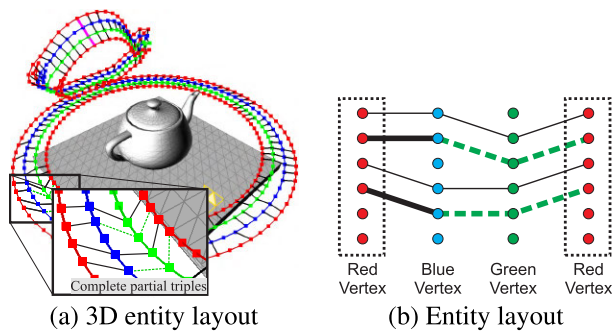 Complete partial triples
Red Vertex
Blue Vertex
Green Vertex
Red Vertex
(a) 3D entity layout
(b) Entity layout